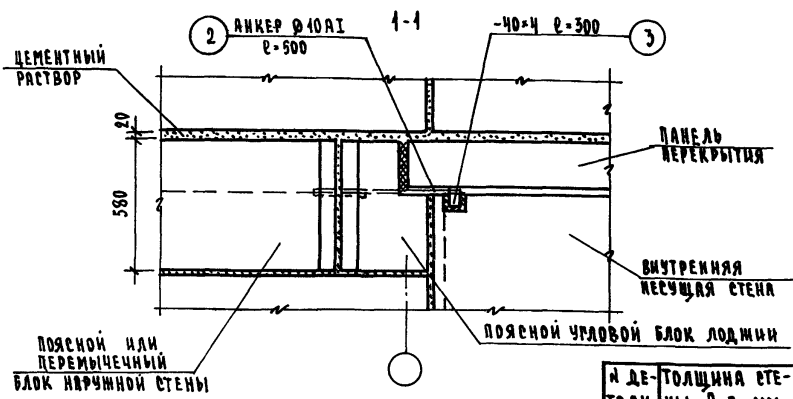 1-1
2
АНКЕР Ø10АI
ℓ=500
-40×4 ℓ=300
3
ЦЕМЕНТНЫЙ
РАСТВОР
20
580
ПАНЕЛЬ
ПЕРЕКРЫТИЯ
ВНУТРЕННЯЯ
НЕСУЩАЯ СТЕНА
ПОЯСНОЙ УГЛОВОЙ БЛОК ЛОДЖИИ
ПОЯСНОЙ ИЛИ
ПЕРЕМЫЧЕЧНЫЙ
БЛОК НАРУЖНОЙ СТЕНЫ
N ДЕ- ТОЛЩИНА СТЕ-